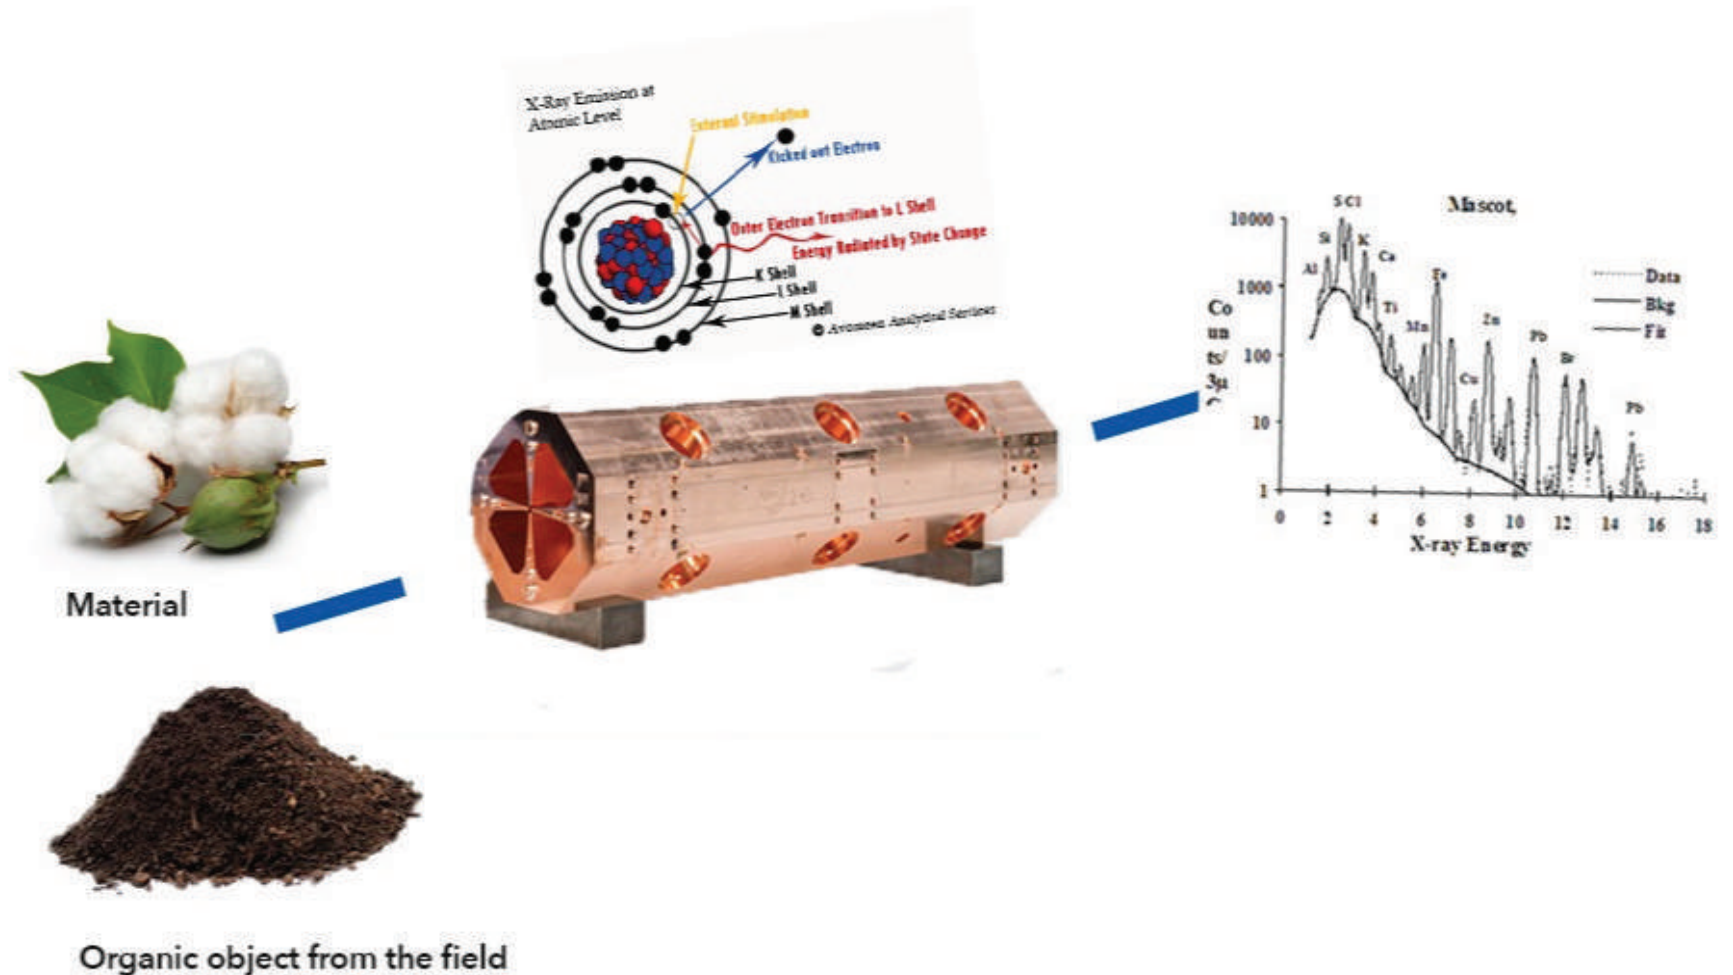 X-Ray Emission at
Atomic Level
External Stimulation
Kicked out Electron
Outer Electron Transition to L Shell
Energy Radiated by State Change
K Shell
L Shell
M Shell
© Avomeen Analytical Services
Material
Organic object from the field
Mascot,
S Cl
10000
Si
K
Ca
Al
Fe
Data
1000
Bkg
Ti
Co
Mn
Zn
Fit
un
Pb
100
ts/
Br
3μ
Cu
Pb
10
1
0 2 4 6 8 10 12 14 16 18
X-ray Energy